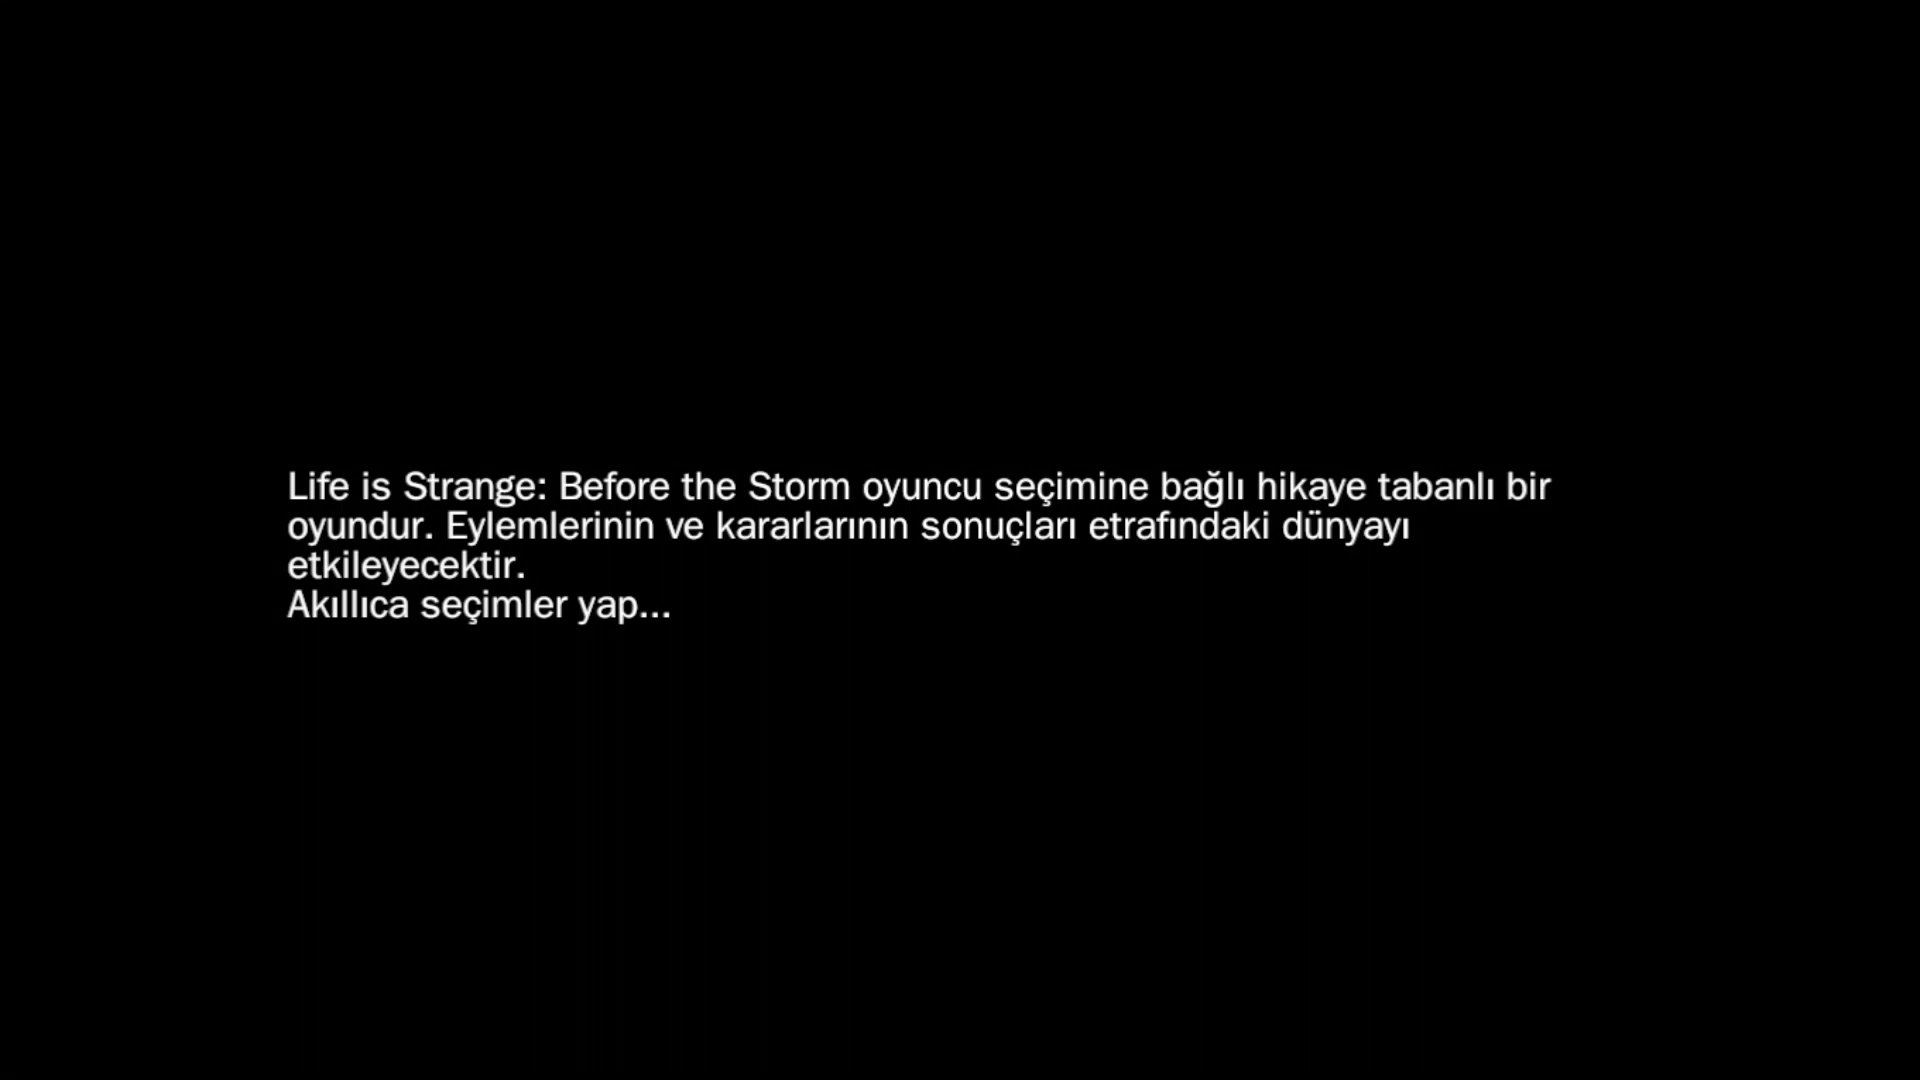 Life is Strange: Before the Storm oyuncu seçimine bağlı hikaye tabanlı bir
oyundur. Eylemlerinin ve kararlarının sonuçları etrafındaki dünyayı
etkileyecektir.
Akıllıca seçimler yap...